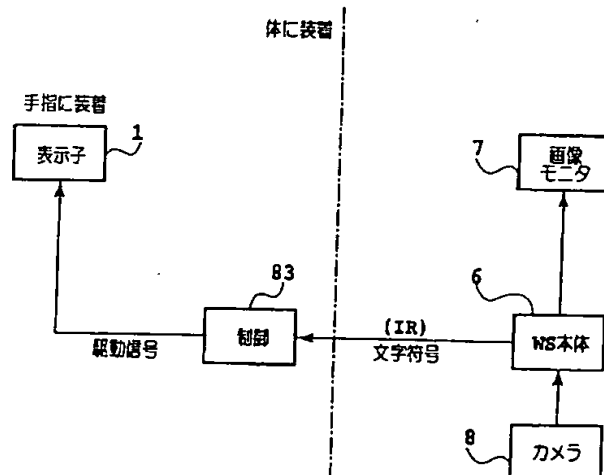 体に装着
手指に装着
表示子
1
画像
モニタ
7
83
制御
駆動信号
(IR)
文字符号
6
WS本体
カメラ
8